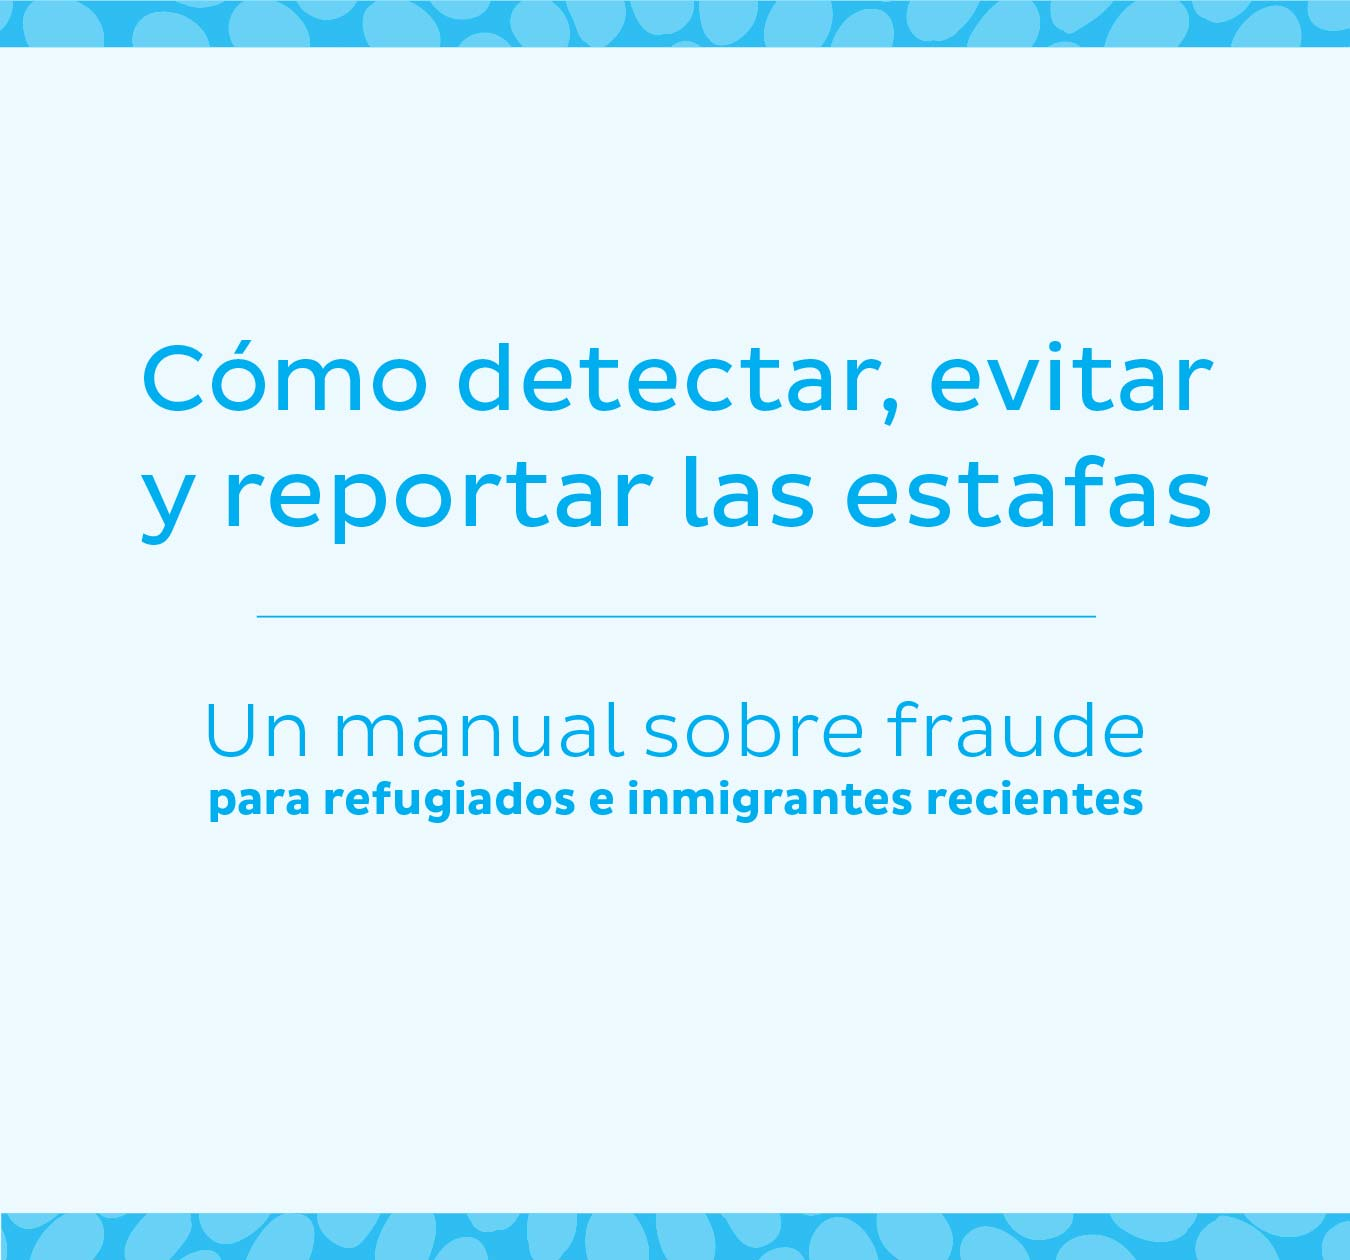 Cómo detectar, evitar
y reportar las estafas
Un manual sobre fraude
para refugiados e inmigrantes recientes